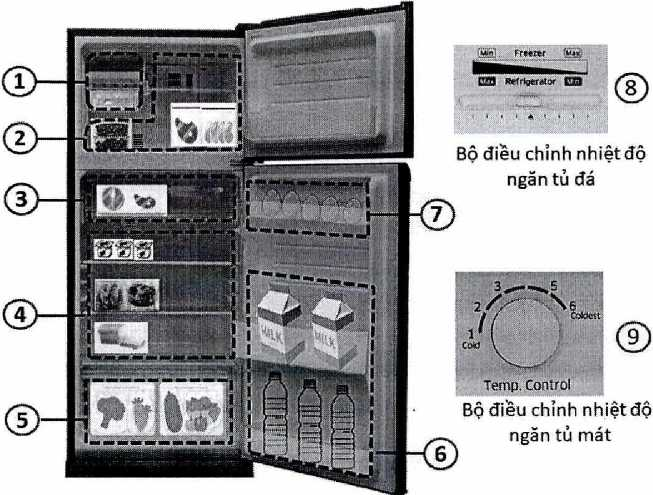 1
2
3
4
5
6
7
MILK
MILK
Min Freezer Max
Max Refrigerator Min
8
Bộ điều chỉnh nhiệt độ
ngăn tủ đá
1 2 3 5 6
Cold
Coldest
Temp. Control
9
Bộ điều chỉnh nhiệt độ
ngăn tủ mát